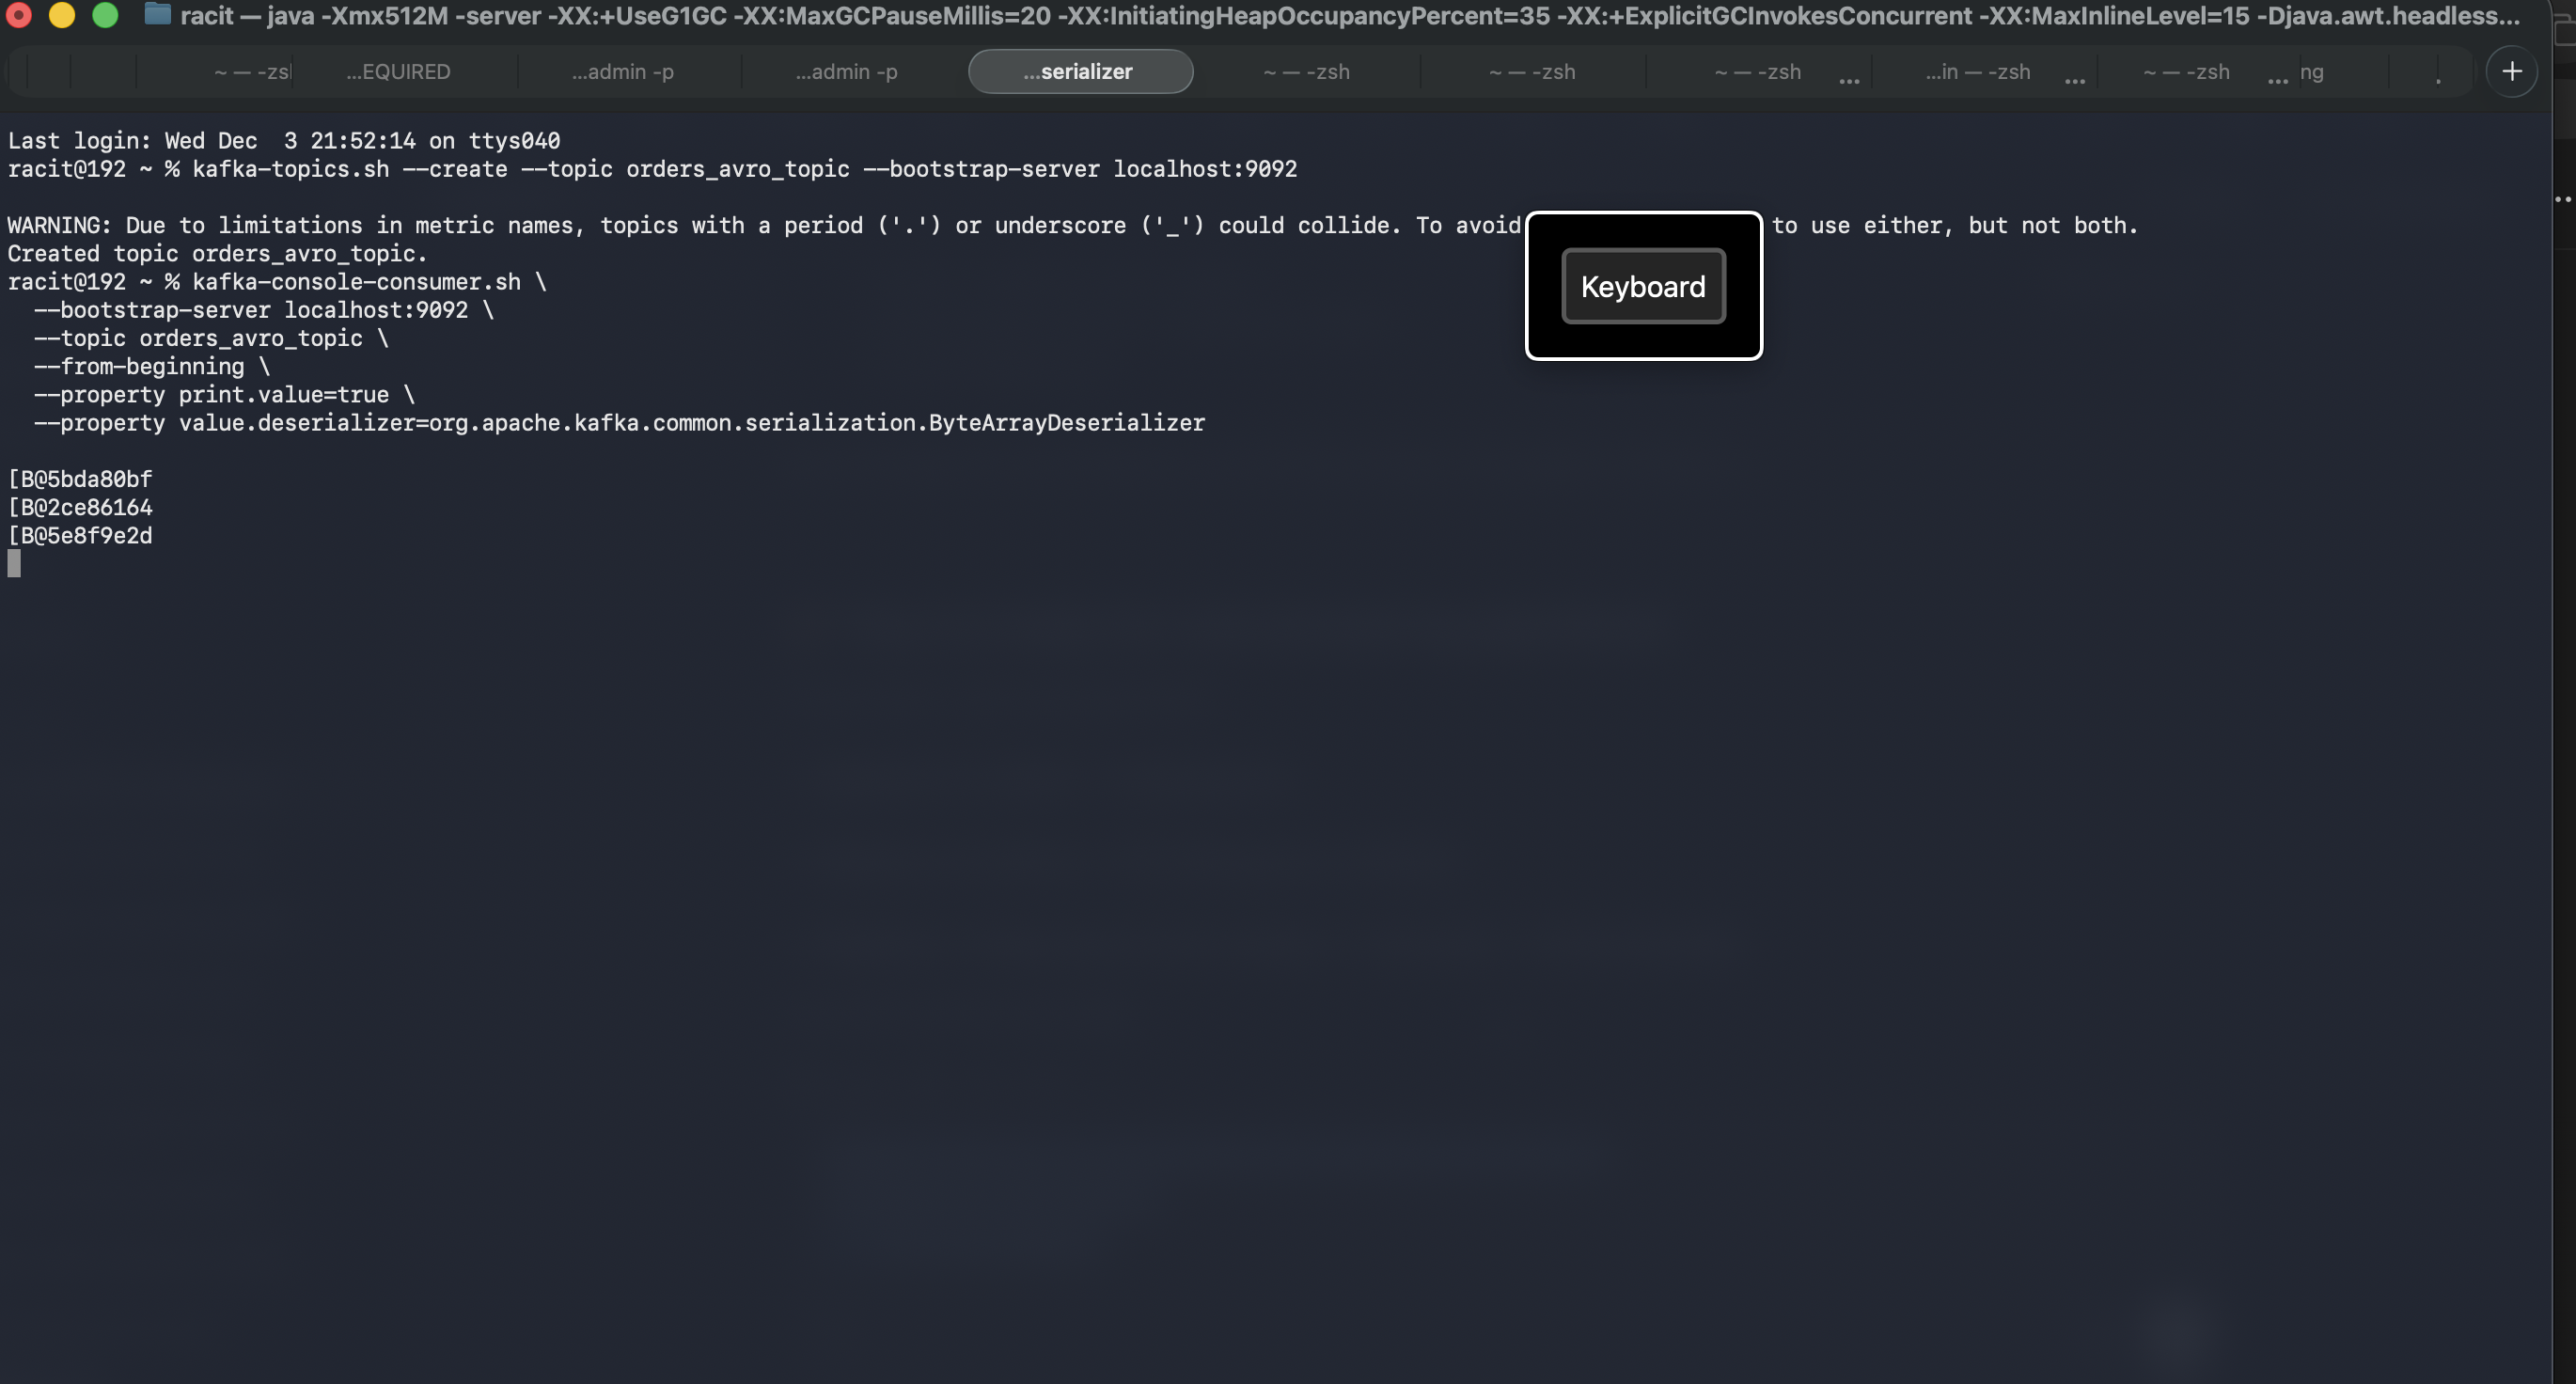 racit — java -Xmx512M -server -XX:+UseG1GC -XX:MaxGCPauseMillis=20 -XX:InitiatingHeapOccupancyPercent=35 -XX:+ExplicitGCInvokesConcurrent -XX:MaxInlineLevel=15 -Djava.awt.headless...
~ — -zsl ...EQUIRED ...admin -p ...admin -p ...serializer ~ — -zsh ~ — -zsh ~ — -zsh ... ...in — -zsh ... ~ — -zsh ... ng . +
Last login: Wed Dec  3 21:52:14 on ttys040
racit@192 ~ % kafka-topics.sh --create --topic orders_avro_topic --bootstrap-server localhost:9092
WARNING: Due to limitations in metric names, topics with a period ('.') or underscore ('_') could collide. To avoid to use either, but not both.
Created topic orders_avro_topic.
racit@192 ~ % kafka-console-consumer.sh \
--bootstrap-server localhost:9092 \
Keyboard
--topic orders_avro_topic \
--from-beginning \
--property print.value=true \
--property value.deserializer=org.apache.kafka.common.serialization.ByteArrayDeserializer
[B@5bda80bf
[B@2ce86164
[B@5e8f9e2d